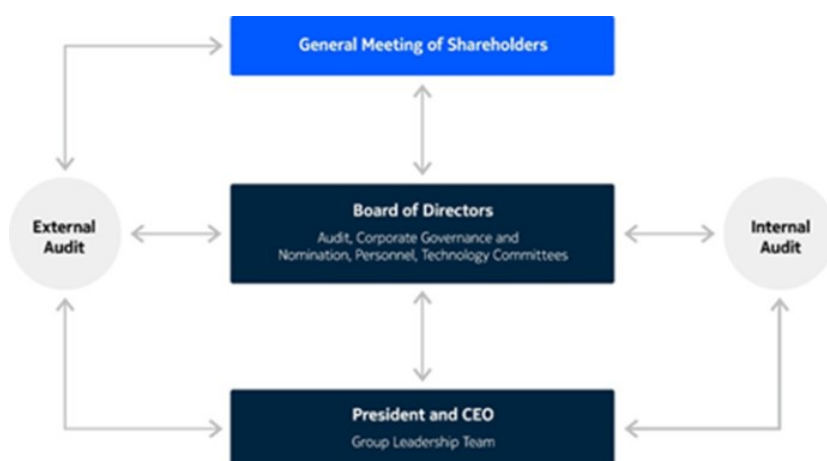 General Meeting of Shareholders
External
Audit
Board of Directors
Audit, Corporate Governance and
Nomination, Personnel, Technology Committees
Internal
Audit
President and CEO
Group Leadership Team